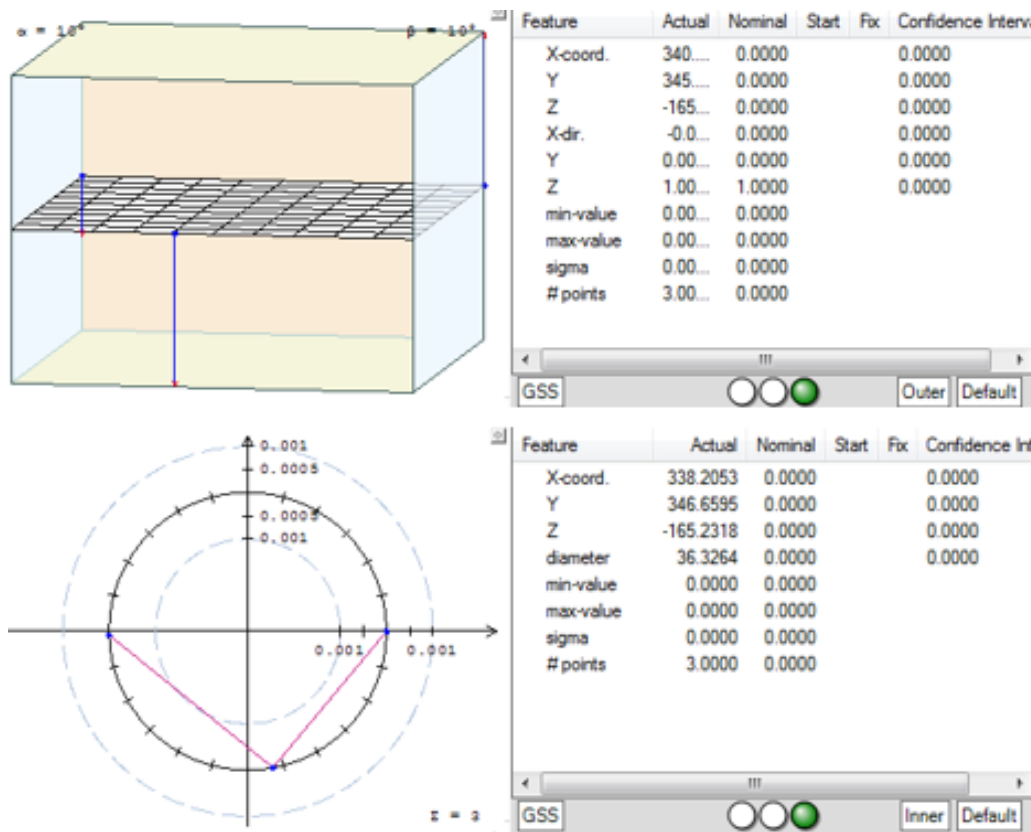 α = 10° β = 10°
Feature Actual Nominal Start Fix Confidence Interva
X-coord. 340.... 0.0000 0.0000
Y 345.... 0.0000 0.0000
Z -165... 0.0000 0.0000
X-dir. -0.0... 0.0000 0.0000
Y 0.00... 0.0000 0.0000
Z 1.00... 1.0000 0.0000
min-value 0.00... 0.0000
max-value 0.00... 0.0000
sigma 0.00... 0.0000
# points 3.00... 0.0000
GSS Outer Default
0.001
0.0005
0.0005
0.001
0.001 0.001
Σ = 3
Feature Actual Nominal Start Fix Confidence Int
X-coord. 338.2053 0.0000 0.0000
Y 346.6595 0.0000 0.0000
Z -165.2318 0.0000 0.0000
diameter 36.3264 0.0000 0.0000
min-value 0.0000 0.0000
max-value 0.0000 0.0000
sigma 0.0000 0.0000
# points 3.0000 0.0000
GSS Inner Default